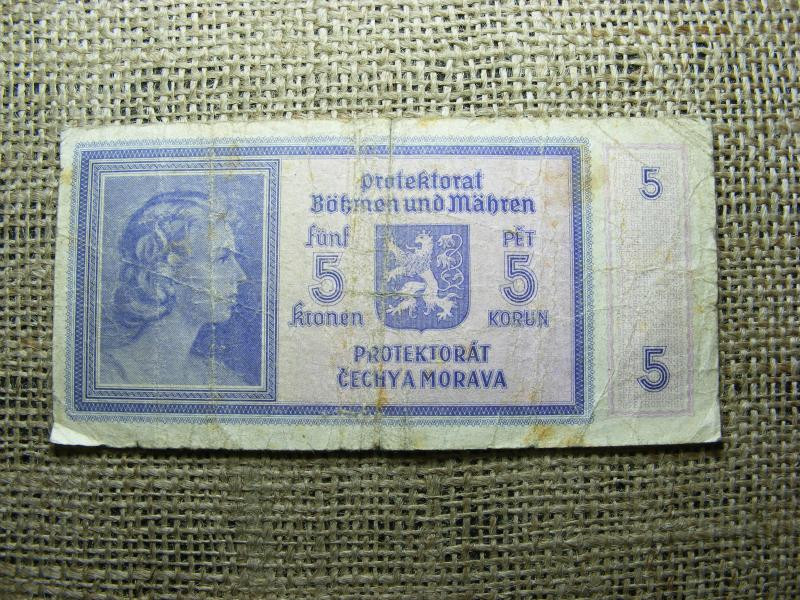 Protektorat
Böhmen und Mähren
fünf PĚT
5 5
Kronen KORUN
PROTEKTORÁT
ČECHY A MORAVA
5
5